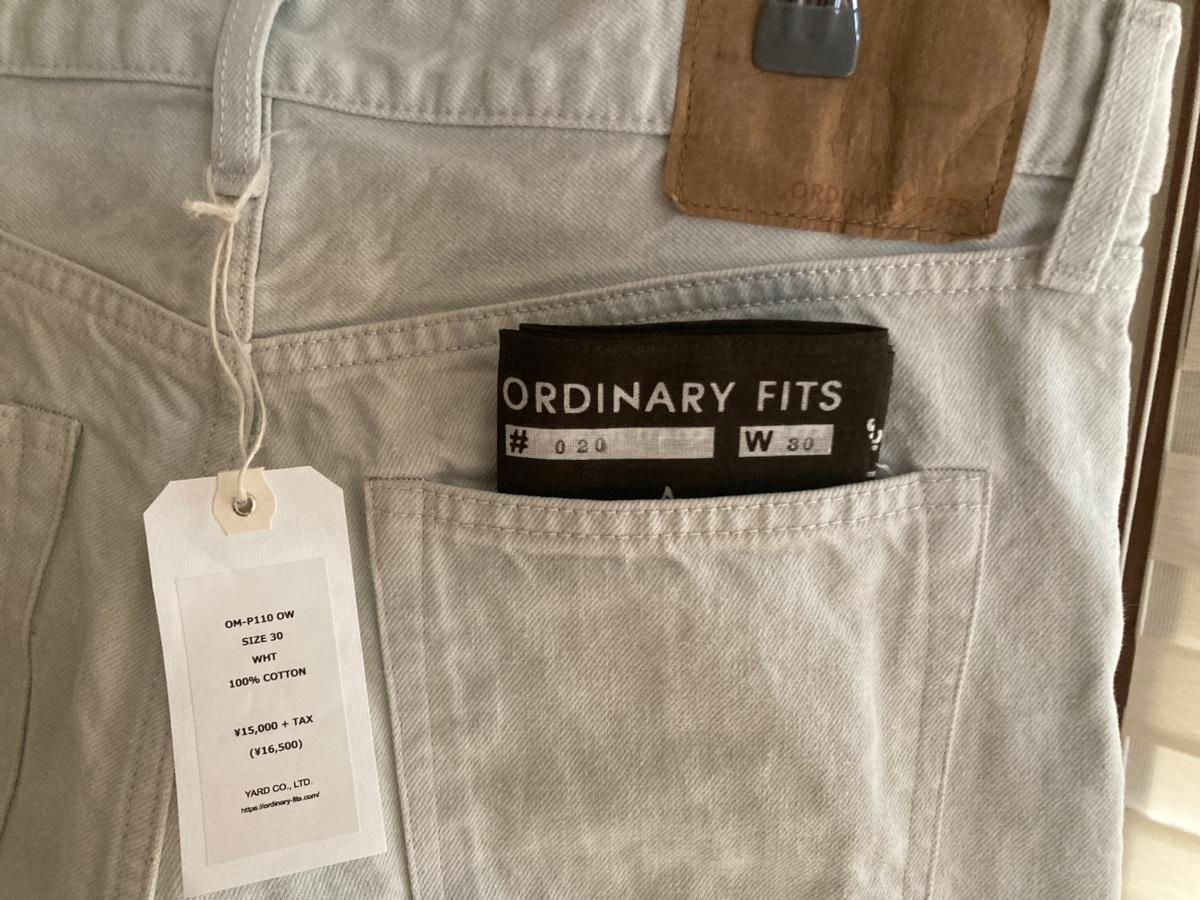 ORDINARY FITS
ORDINARY FITS
# 020 W 30
OM-P110 OW
SIZE 30
WHT
100% COTTON
¥15,000 + TAX
(¥16,500)
YARD CO., LTD.
https://ordinary-fits.com/